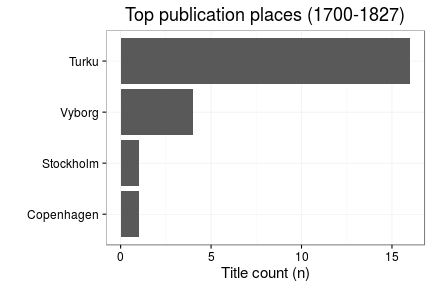 Top publication places (1700-1827)
Turku
Vyborg
Stockholm
Copenhagen
0 5 10 15
Title count (n)